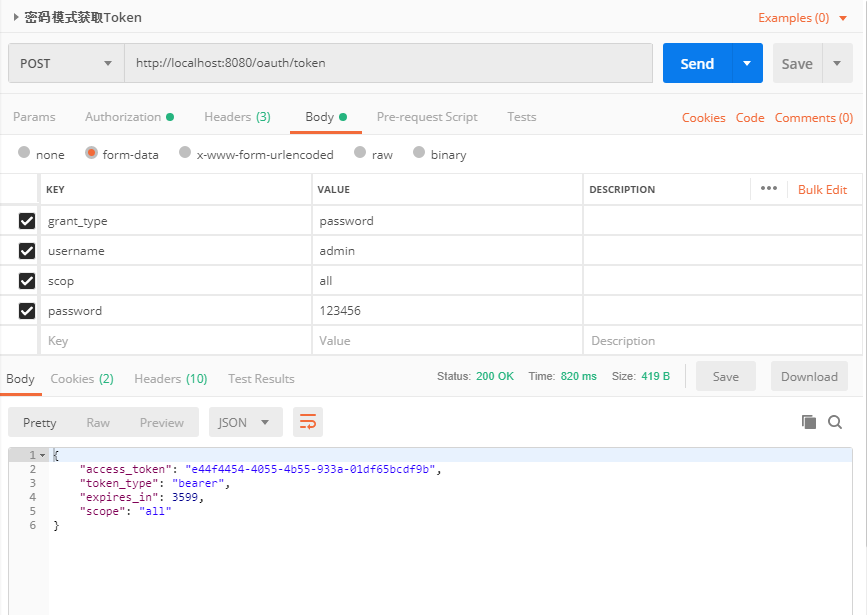 密码模式获取Token Examples (0)
POST http://localhost:8080/oauth/token Send Save
Params Authorization Headers (3) Body Pre-request Script Tests Cookies Code Comments (0)
none form-data x-www-form-urlencoded raw binary
KEY VALUE DESCRIPTION ••• Bulk Edit
grant_type password
username admin
scop all
password 123456
Key Value Description
Body Cookies (2) Headers (10) Test Results Status: 200 OK Time: 820 ms Size: 419 B Save Download
Pretty Raw Preview JSON
1 {
2 "access_token": "e44f4454-4055-4b55-933a-01df65bcdf9b",
3 "token_type": "bearer",
4 "expires_in": 3599,
5 "scope": "all"
6 }